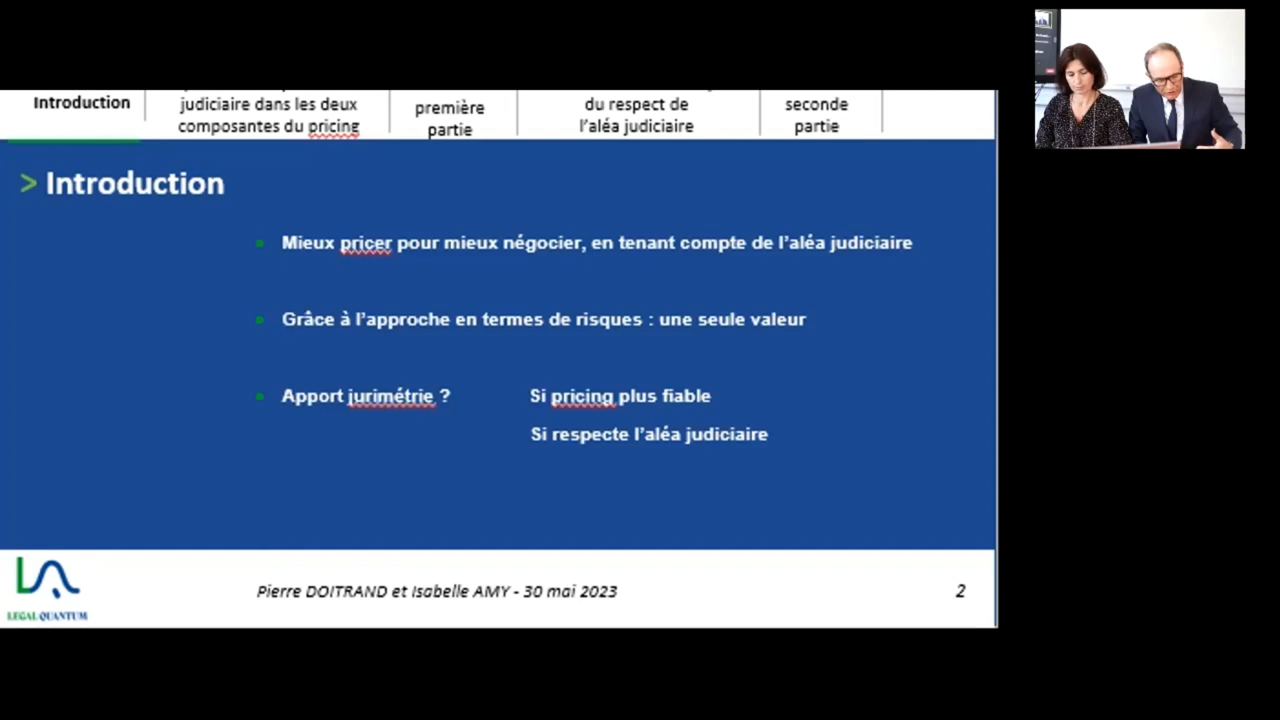 Introduction
judiciaire dans les deux
composantes du pricing
première
partie
du respect de
l'aléa judiciaire
seconde
partie
> Introduction
Mieux pricer pour mieux négocier, en tenant compte de l'aléa judiciaire
Grâce à l'approche en termes de risques : une seule valeur
Apport jurimétrie ? Si pricing plus fiable
Si respecte l'aléa judiciaire
LEGAL QUANTUM
Pierre DOITRAND et Isabelle AMY - 30 mai 2023
2